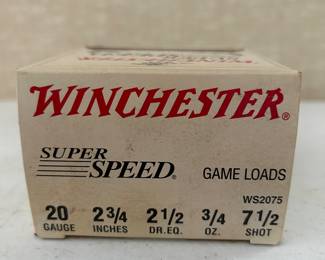 WINCHESTER®
SUPER
SPEED® GAME LOADS
WS2075
20 2 3/4 2 1/2 3/4 7 1/2
GAUGE INCHES DR. EQ. OZ. SHOT